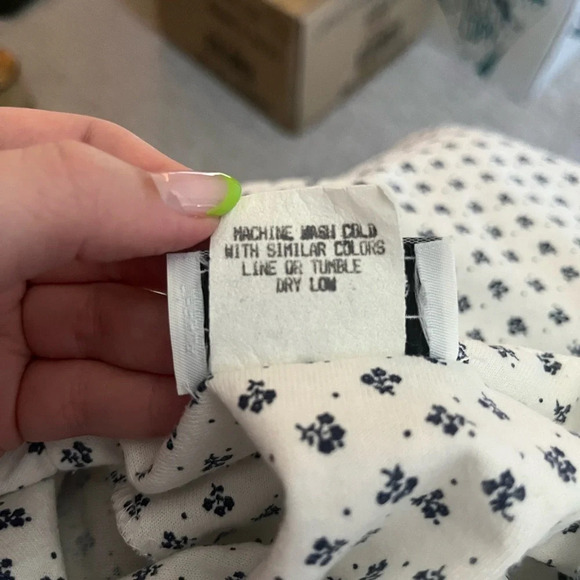 MACHINE WASH COLD
WITH SIMILAR COLORS
LINE OR TUMBLE
DRY LOW